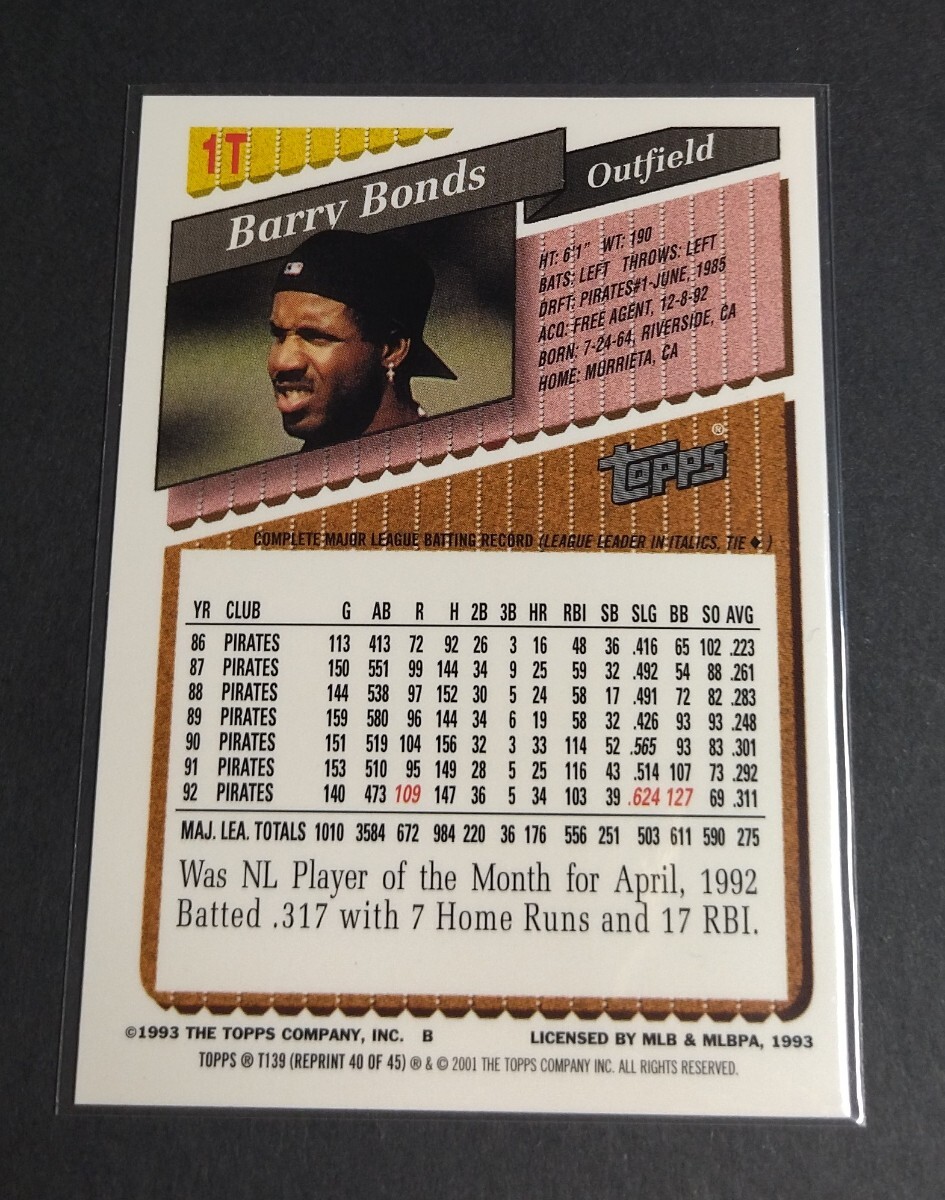 1T
Barry Bonds
Outfield
HT: 6'1" WT: 190
BATS: LEFT THROWS: LEFT
DRFT: PIRATES#1-JUNE, 1985
ACQ: FREE AGENT, 12-8-92
BORN: 7-24-64, RIVERSIDE, CA
HOME: MURRIETA, CA
topps®
COMPLETE MAJOR LEAGUE BATTING RECORD (LEAGUE LEADER IN ITALICS, TIE ♦)
YR CLUB G AB R H 2B 3B HR RBI SB SLG BB SO AVG
86 PIRATES 113 413 72 92 26 3 16 48 36 .416 65 102 .223
87 PIRATES 150 551 99 144 34 9 25 59 32 .492 54 88 .261
88 PIRATES 144 538 97 152 30 5 24 58 17 .491 72 82 .283
89 PIRATES 159 580 96 144 34 6 19 58 32 .426 93 93 .248
90 PIRATES 151 519 104 156 32 3 33 114 52 .565 93 83 .301
91 PIRATES 153 510 95 149 28 5 25 116 43 .514 107 73 .292
92 PIRATES 140 473 109 147 36 5 34 103 39 .624 127 69 .311
MAJ. LEA. TOTALS 1010 3584 672 984 220 36 176 556 251 503 611 590 275
Was NL Player of the Month for April, 1992
Batted .317 with 7 Home Runs and 17 RBI.
©1993 THE TOPPS COMPANY, INC. B LICENSED BY MLB & MLBPA, 1993
TOPPS ® T139 (REPRINT 40 OF 45) ® & © 2001 THE TOPPS COMPANY INC. ALL RIGHTS RESERVED.